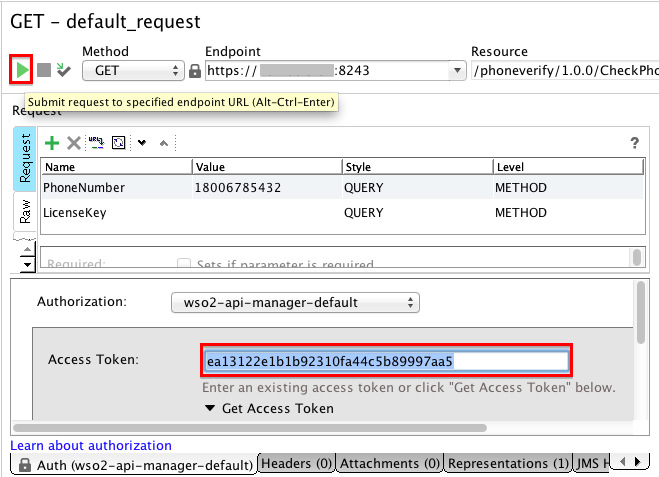 GET - default_request
Method
Endpoint
Resource
GET
https://
:8243
/phoneverify/1.0.0/CheckPho
Submit request to specified endpoint URL (Alt-Ctrl-Enter)
Request
Request
Raw
URL
?
Name Value Style Level
PhoneNumber 18006785432 QUERY METHOD
LicenseKey QUERY METHOD
Required: Sets if parameter is required
Authorization: wso2-api-manager-default
Access Token: ea13122e1b1b92310fa44c5b89997aa5
Enter an existing access token or click "Get Access Token" below.
Get Access Token
Learn about authorization
Auth (wso2-api-manager-default) Headers (0) Attachments (0) Representations (1) JMS H